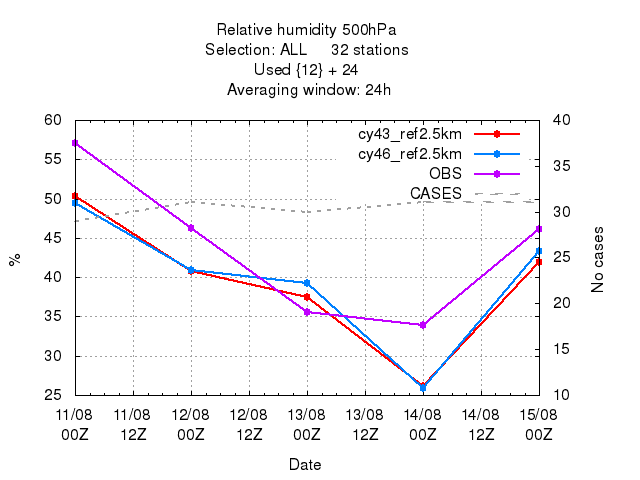 Relative humidity 500hPa
Selection: ALL     32 stations
Used {12} + 24
Averaging window: 24h
cy43_ref2.5km
cy46_ref2.5km
OBS
CASES
60
55
50
45
40
35
30
25
%
40
35
30
25
20
15
10
No cases
11/08 11/08 12/08 12/08 13/08 13/08 14/08 14/08 15/08
00Z 12Z 00Z 12Z 00Z 12Z 00Z 12Z 00Z
Date